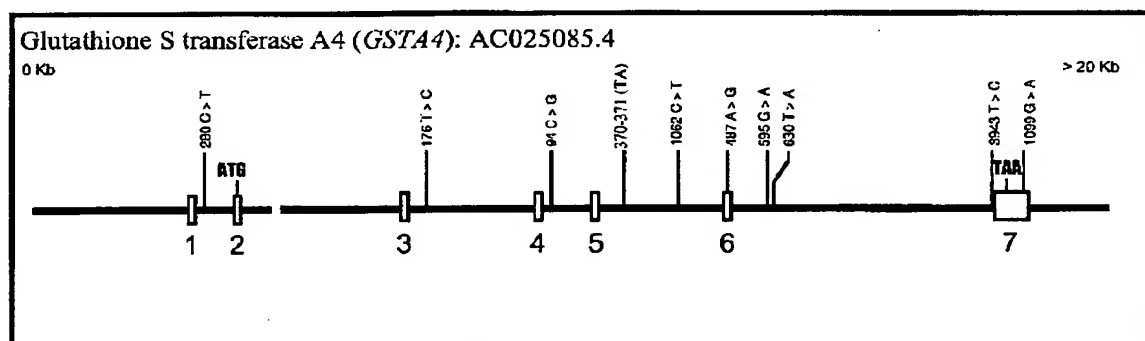 Glutathione S transferase A4 (GSTA4): AC025085.4
0 Kb
> 20 Kb
280 C > T
176 T > C
94 C > G
370-371 (TA)
1062 C > T
487 A > G
595 G > A
630 T > A
3943 T > C
1099 G > A
ATG
TAA
1 2 3 4 5 6 7